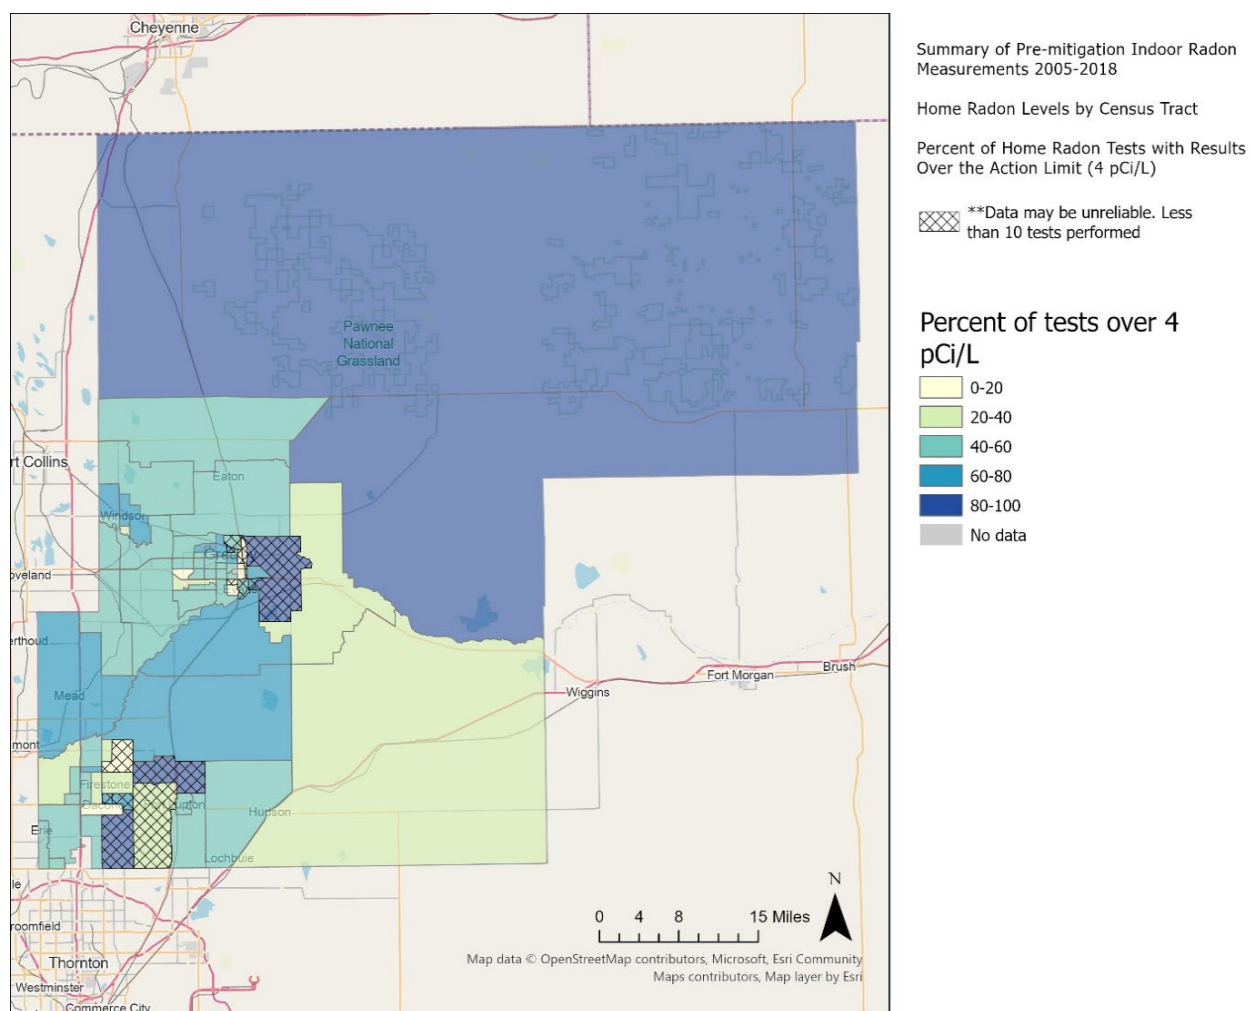 Cheyenne
Summary of Pre-mitigation Indoor Radon
Measurements 2005-2018
Home Radon Levels by Census Tract
Percent of Home Radon Tests with Results
Over the Action Limit (4 pCi/L)
**Data may be unreliable. Less
than 10 tests performed
Percent of tests over 4
pCi/L
0-20
20-40
40-60
60-80
80-100
No data
Pawnee
National
Grassland
rt Collins
Eaton
Windsor
oveland
erthoud
Mead
Wiggins
Fort Morgan
Brush
mont
Firestone
upton
Hudson
Erie
Lochbuie
le
roomfield
Thornton
Westminster
Commerce City
N
0 4 8 15 Miles
Map data © OpenStreetMap contributors, Microsoft, Esri Community
Maps contributors, Map layer by Esri